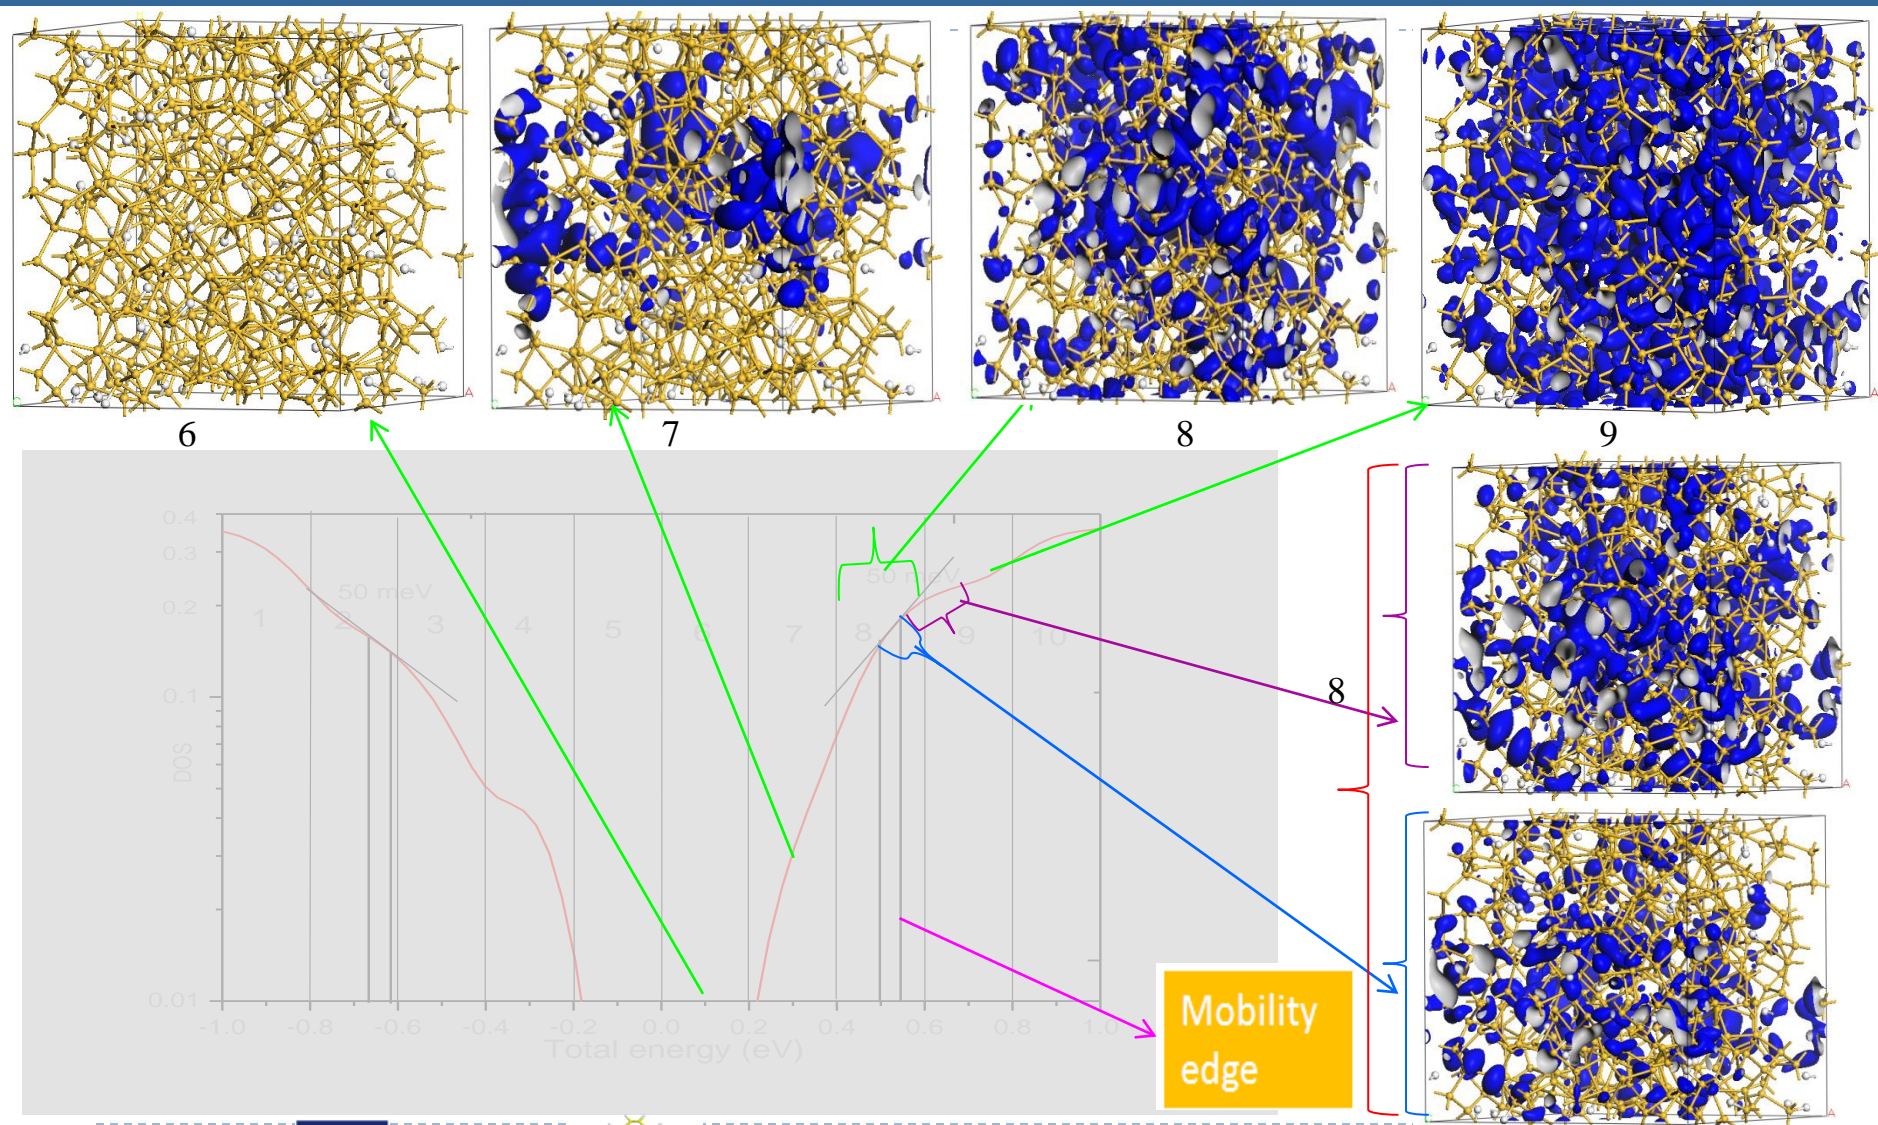 6 7 8 9
0.4
0.3
0.2
0.1
0.01
DOS
50 meV
50 meV
1 2 3 4 5 6 7 8 9 10
8
-1.0 -0.8 -0.6 -0.4 -0.2 0.0 0.2 0.4 0.6 0.8 1.0
Total energy (eV)
Mobility
edge
A
A
A
A
A
A